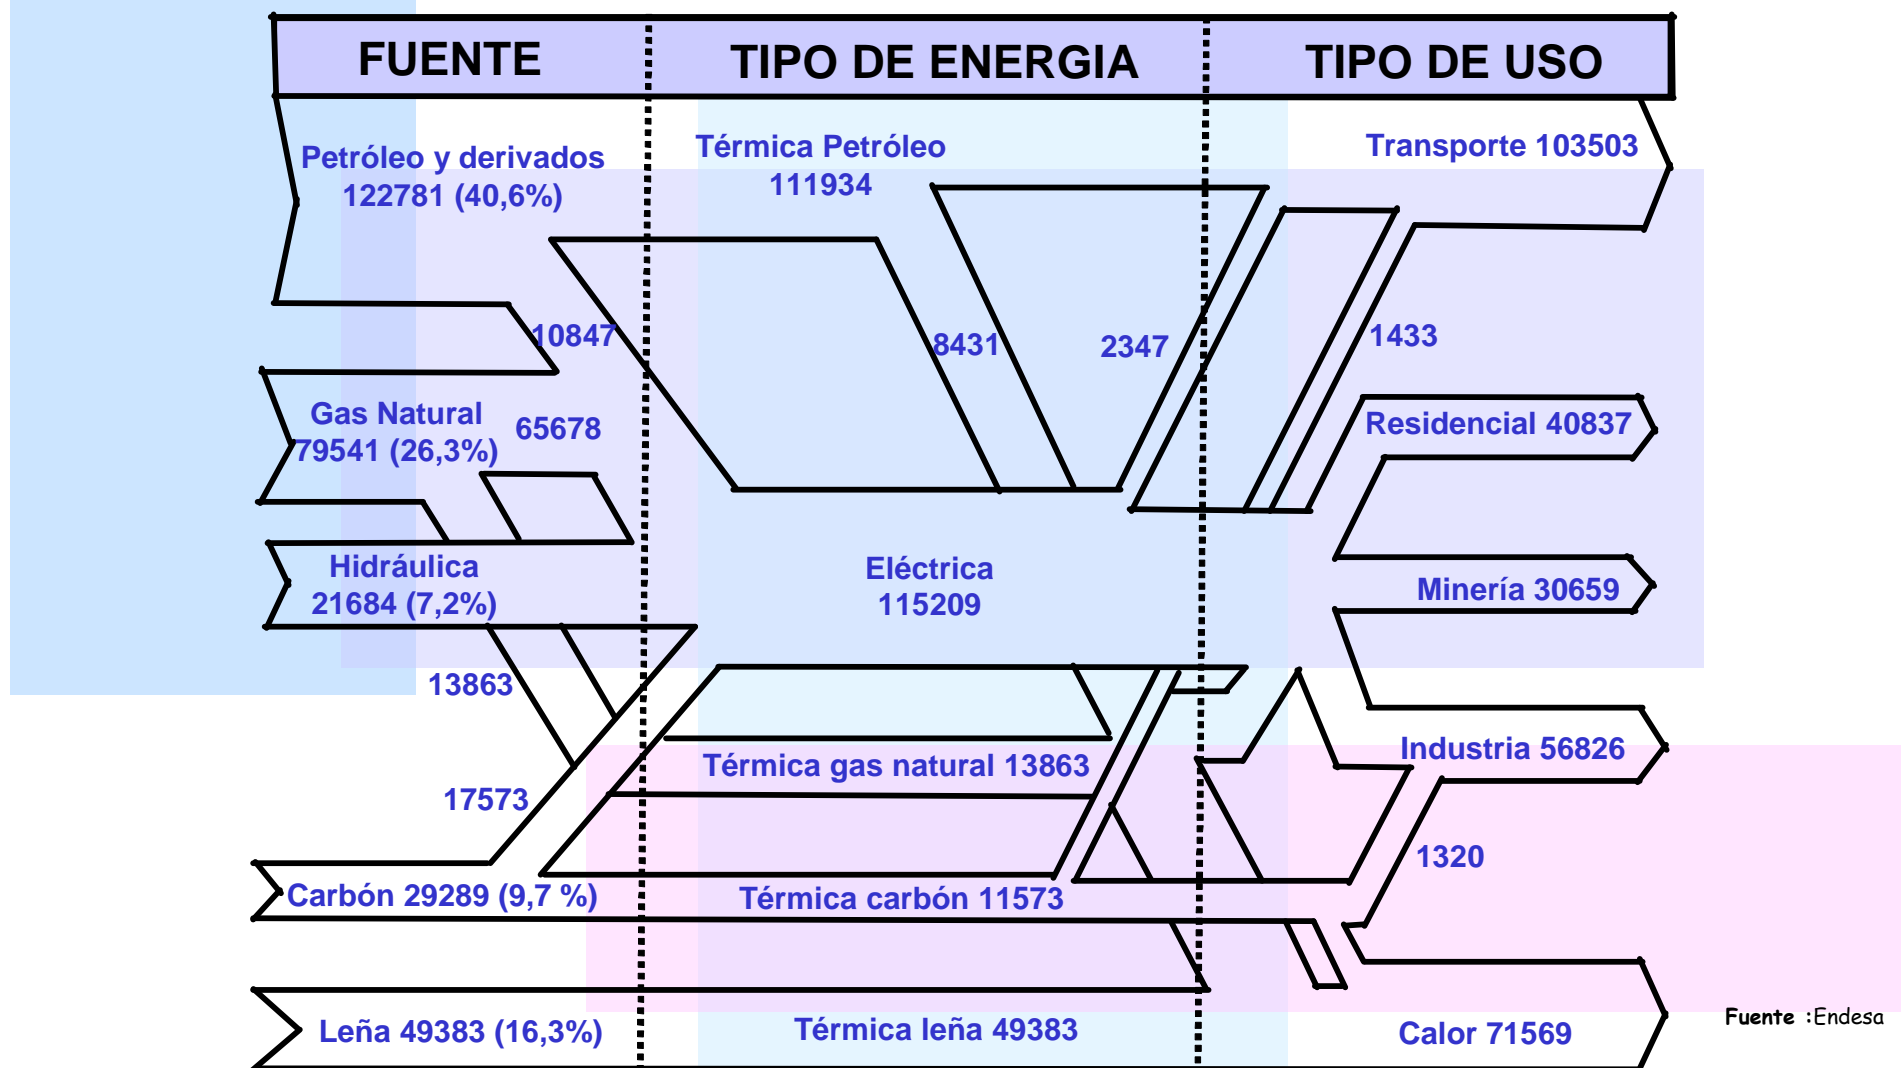 FUENTE
TIPO DE ENERGIA
TIPO DE USO
Petróleo y derivados
122781 (40,6%)
Térmica Petróleo
111934
Transporte 103503
10847
8431
2347
1433
Gas Natural
79541 (26,3%)
65678
Residencial 40837
Hidráulica
21684 (7,2%)
Eléctrica
115209
Minería 30659
13863
Térmica gas natural 13863
Industria 56826
17573
1320
Carbón 29289 (9,7 %)
Térmica carbón 11573
Leña 49383 (16,3%)
Térmica leña 49383
Calor 71569
Fuente :Endesa